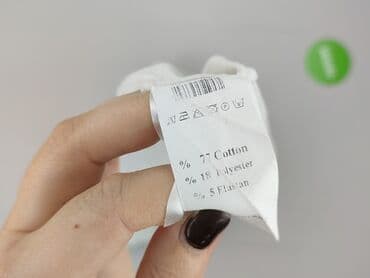 % 77 Cotton
% 18 Polyester
% 5 Elastan